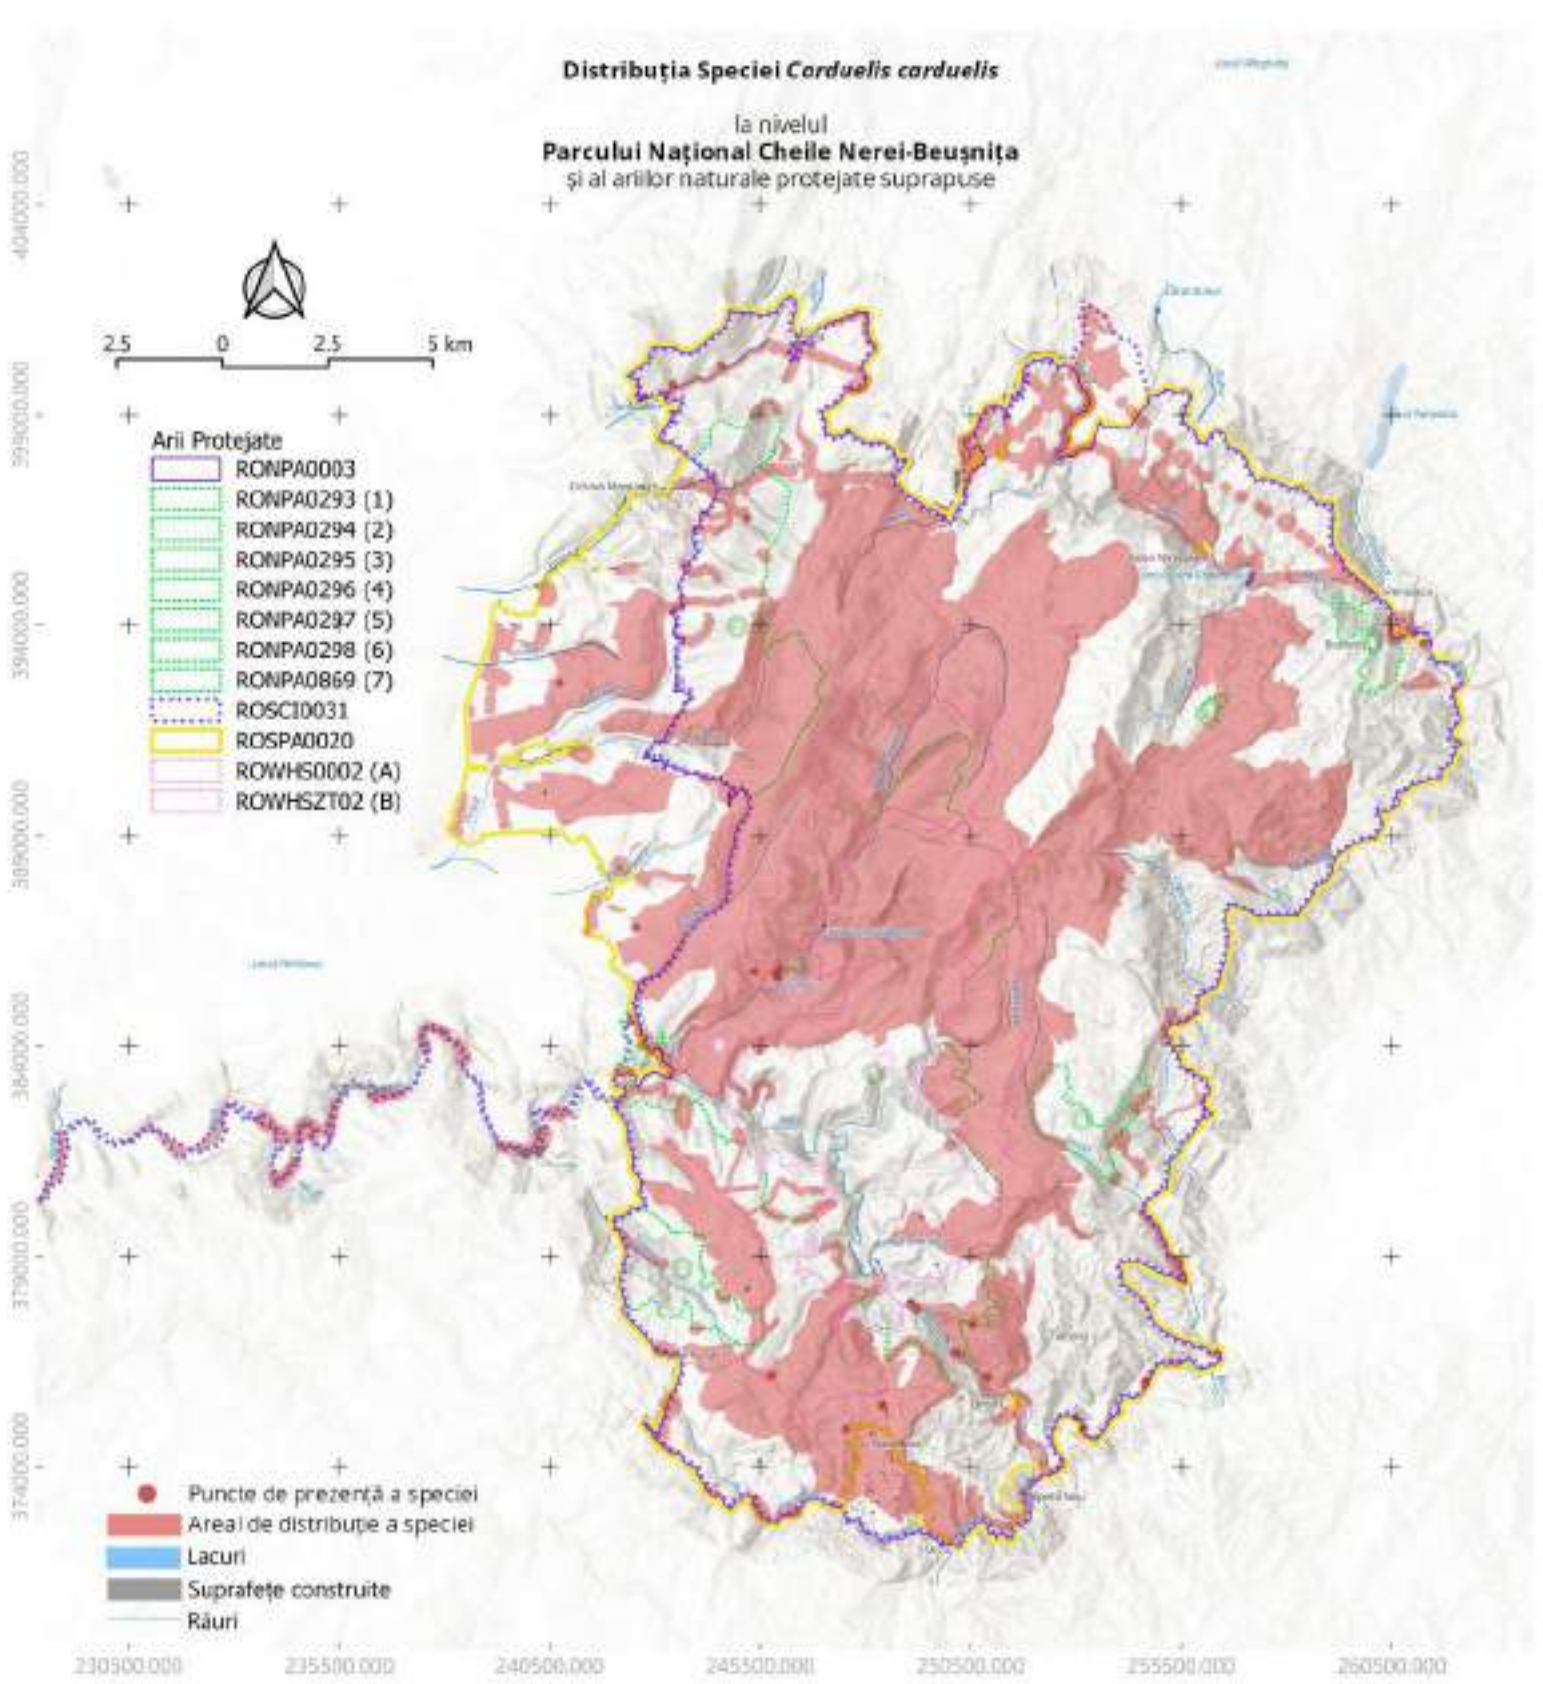 Distribuția Speciei Carduelis carduelis
la nivelul
Parcului Național Cheile Nerei-Beușnița
și al ariilor naturale protejate suprapuse
404000.000
399000.000
394000.000
389000.000
384000.000
379000.000
374000.000
2.5 0 2.5 5 km
Arii Protejate
RONPA0003
RONPA0293 (1)
RONPA0294 (2)
RONPA0295 (3)
RONPA0296 (4)
RONPA0297 (5)
RONPA0298 (6)
RONPA0869 (7)
ROSCI0031
ROSPA0020
ROWHS0002 (A)
ROWHSZT02 (B)
Puncte de prezență a speciei
Areal de distribuție a speciei
Lacuri
Suprafețe construite
Râuri
230500.000 235500.000 240500.000 245500.000 250500.000 255500.000 260500.000